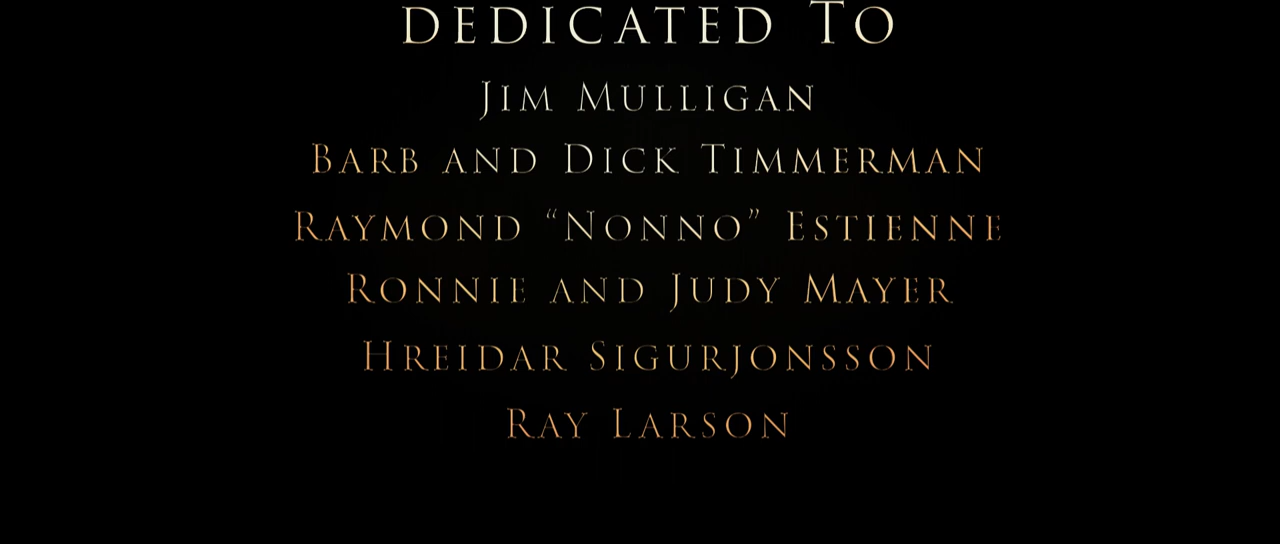 DEDICATED TO
JIM MULLIGAN
BARB AND DICK TIMMERMAN
RAYMOND “NONNO” ESTIENNE
RONNIE AND JUDY MAYER
HREIDAR SIGURJONSSON
RAY LARSON